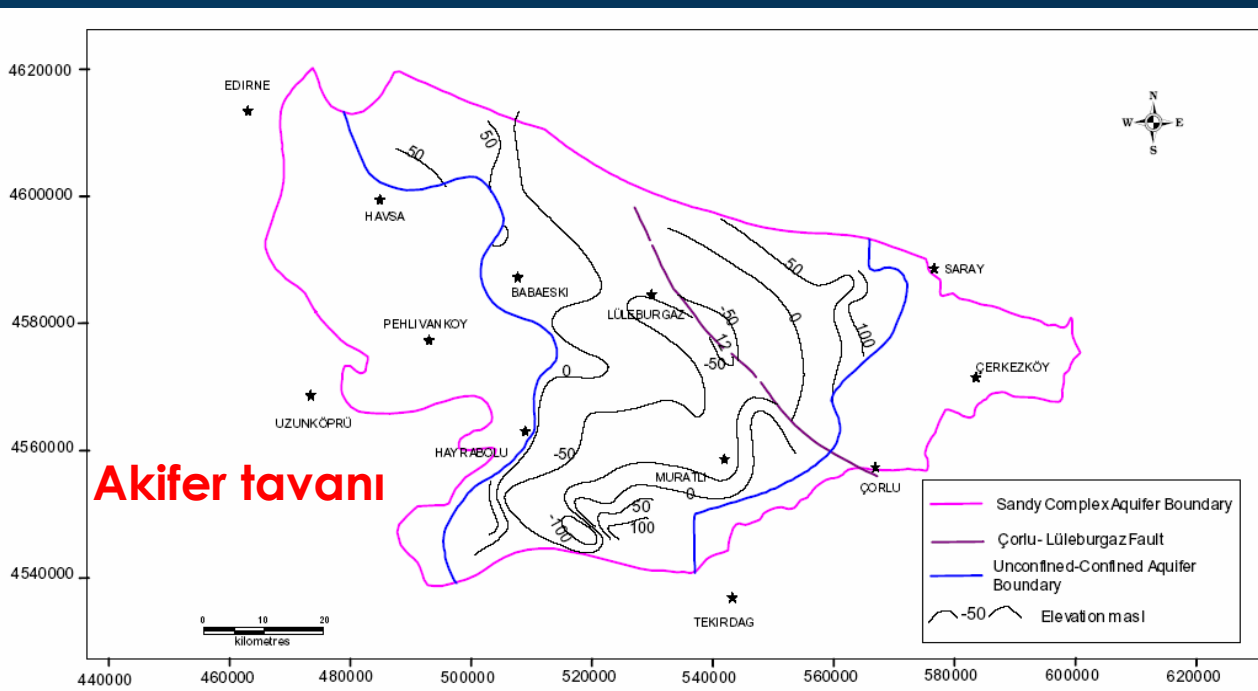 4620000
EDIRNE
50
50
N
W
E
S
4600000
HAVSA
50
SARAY
BABAESKI
LÜLEBURGAZ
-50
0
100
4580000
PEHLIVANKOY
12
-50
0
ÇERKEZKÖY
UZUNKÖPRÜ
4560000
HAYRABOLU
-50
MURATLI
0
ÇORLU
Akifer tavanı
50
100
-100
Sandy Complex Aquifer Boundary
Çorlu- Lüleburgaz Fault
Unconfined-Confined Aquifer
Boundary
-50
Elevation masl
4540000
TEKIRDAG
0 10 20
kilometres
440000 460000 480000 500000 520000 540000 560000 580000 600000 620000